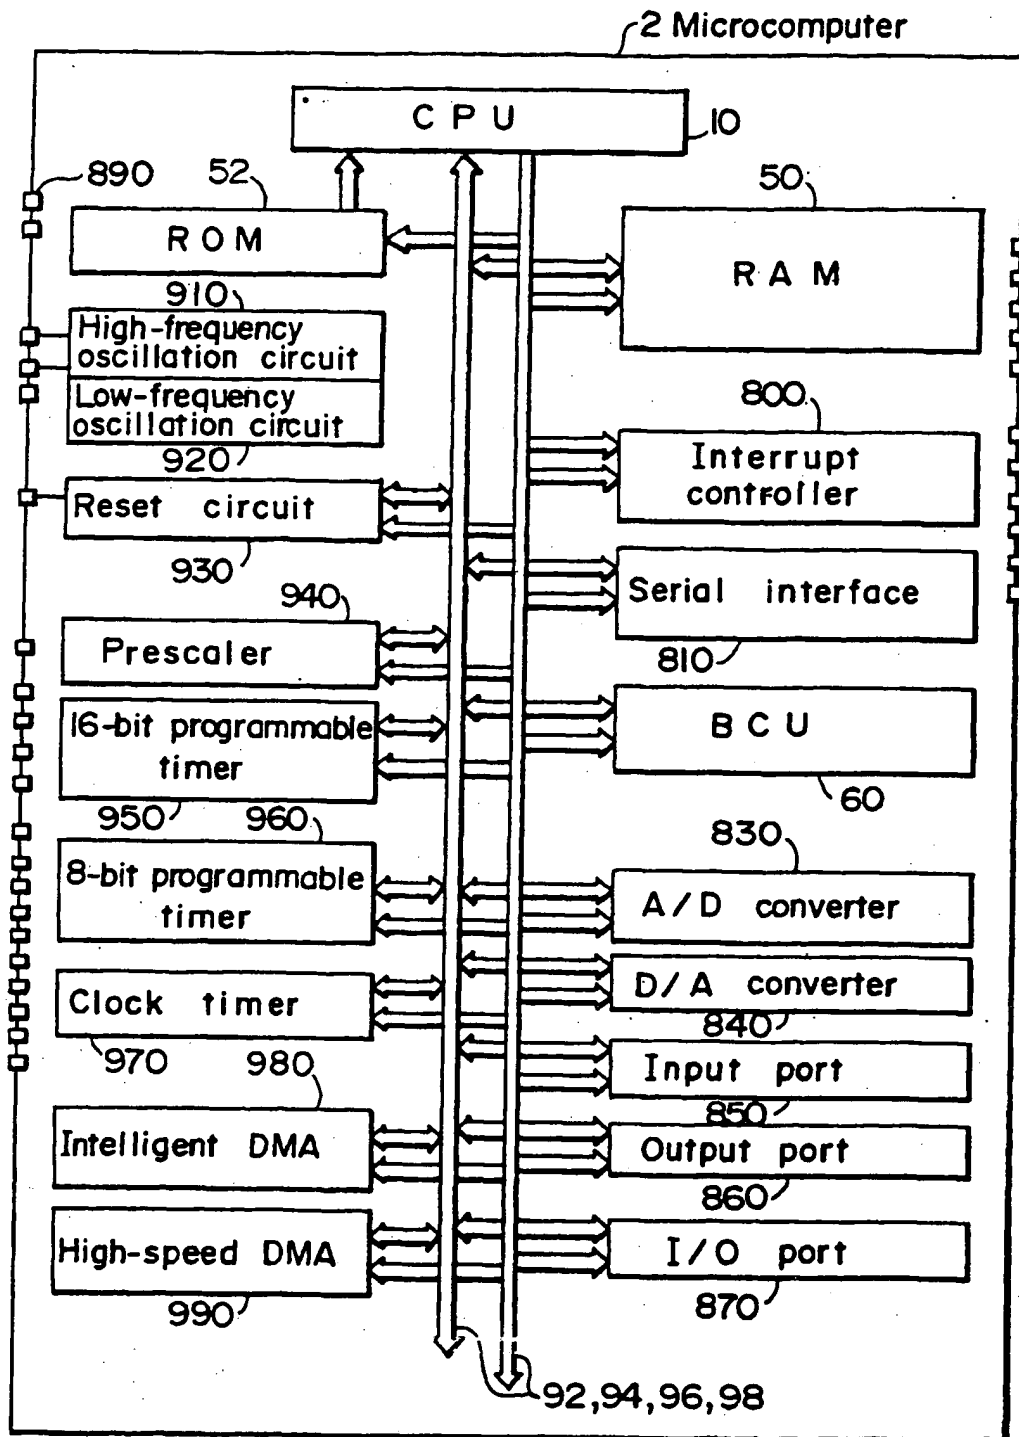 2 Microcomputer
CPU
10
890
52
ROM
50
RAM
910
High-frequency
oscillation circuit
Low-frequency
oscillation circuit
920
800
Interrupt
controller
Reset circuit
930
Serial interface
810
940
Prescaler
16-bit programmable
timer
950
BCU
60
960
8-bit programmable
timer
830
A/D converter
D/A converter
840
Clock timer
970
Input port
850
980
Intelligent DMA
Output port
860
High-speed DMA
990
I/O port
870
92,94,96,98